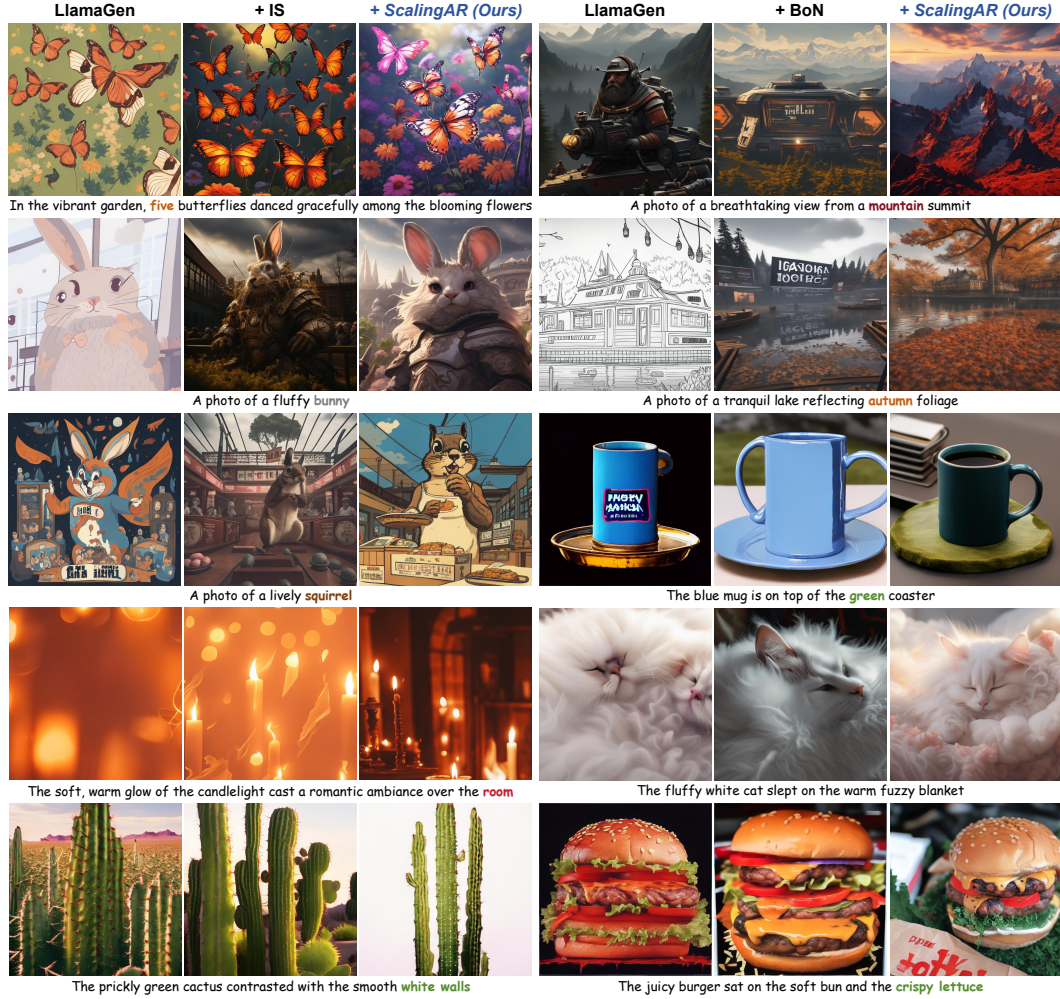 LlamaGen + IS + ScalingAR (Ours) LlamaGen + BoN + ScalingAR (Ours)
In the vibrant garden, five butterflies danced gracefully among the blooming flowers
A photo of a breathtaking view from a mountain summit
A photo of a fluffy bunny
A photo of a tranquil lake reflecting autumn foliage
A photo of a lively squirrel
The blue mug is on top of the green coaster
The soft, warm glow of the candlelight cast a romantic ambiance over the room
The fluffy white cat slept on the warm fuzzy blanket
The prickly green cactus contrasted with the smooth white walls
The juicy burger sat on the soft bun and the crispy lettuce